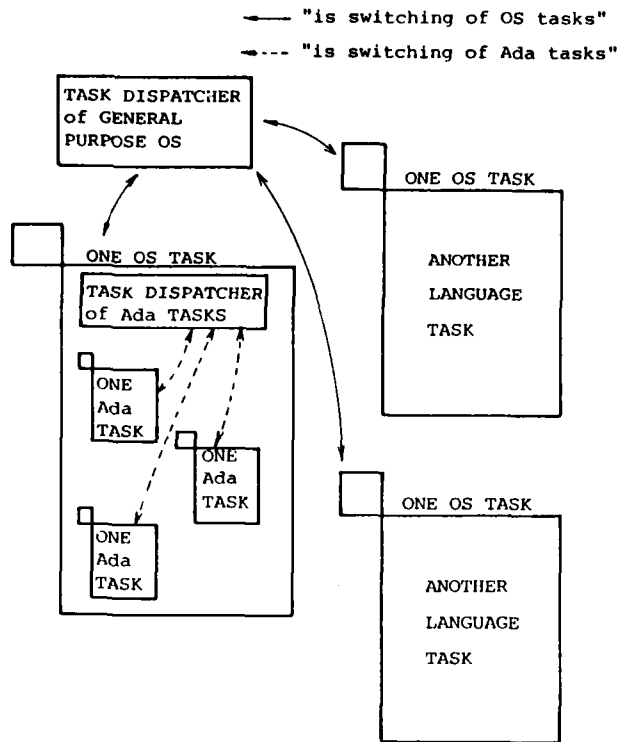 "is switching of OS tasks"
"is switching of Ada tasks"
TASK DISPATCHER
of GENERAL
PURPOSE OS
ONE OS TASK
TASK DISPATCHER
of Ada TASKS
ONE
Ada
TASK
ONE
Ada
TASK
ONE
Ada
TASK
ONE OS TASK
ANOTHER
LANGUAGE
TASK
ONE OS TASK
ANOTHER
LANGUAGE
TASK